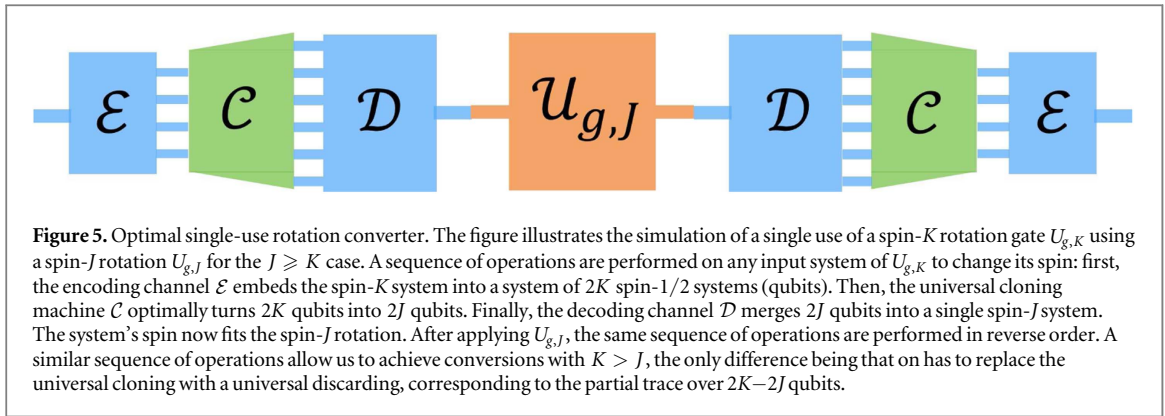 ℰ 𝒞 𝒟 𝒰g,J 𝒟 𝒞 ℰ
Figure 5. Optimal single-use rotation converter. The figure illustrates the simulation of a single use of a spin-K rotation gate U_{g,K} using
a spin-J rotation U_{g,J} for the J ⩾ K case. A sequence of operations are performed on any input system of U_{g,K} to change its spin: first,
the encoding channel ℰ embeds the spin-K system into a system of 2K spin-1/2 systems (qubits). Then, the universal cloning
machine 𝒞 optimally turns 2K qubits into 2J qubits. Finally, the decoding channel 𝒟 merges 2J qubits into a single spin-J system.
The system's spin now fits the spin-J rotation. After applying U_{g,J}, the same sequence of operations are performed in reverse order. A
similar sequence of operations allow us to achieve conversions with K > J, the only difference being that on has to replace the
universal cloning with a universal discarding, corresponding to the partial trace over 2K−2J qubits.